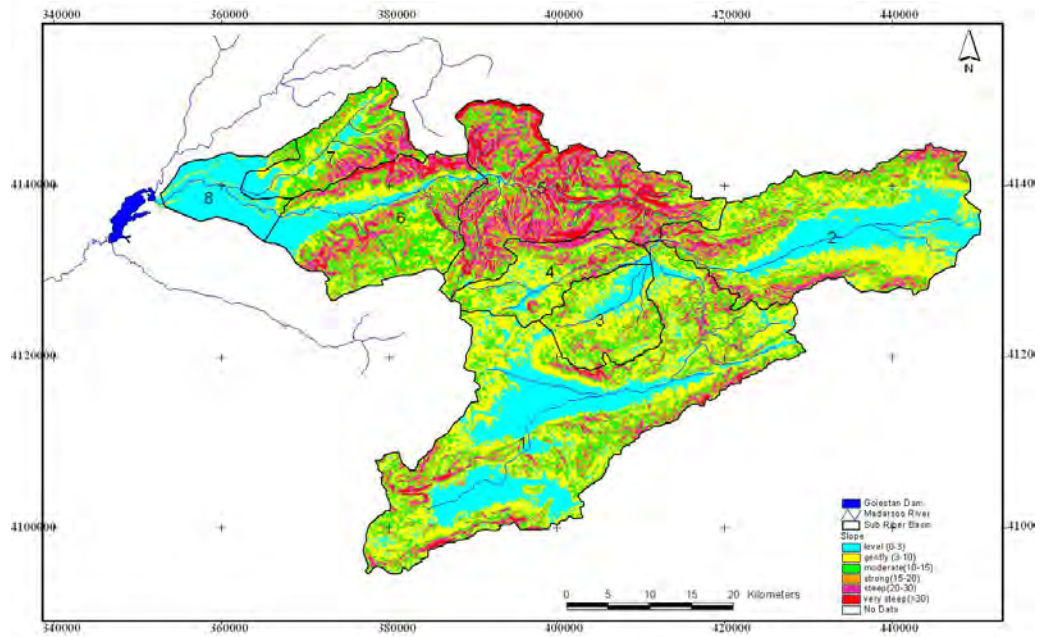 340000 360000 380000 400000 420000 440000
N
4140000 4140
4120000 4120
4100000 4100
7
8
5
6
2
4
3
1
Golestan Dam
Madarsoo River
Sub River Basin
Slope
level (0-3)
gently (3-10)
moderate(10-15)
strong(15-20)
steep(20-30)
very steep(>30)
No Data
0 5 10 15 20 Kilometers
340000 360000 380000 400000 420000 440000